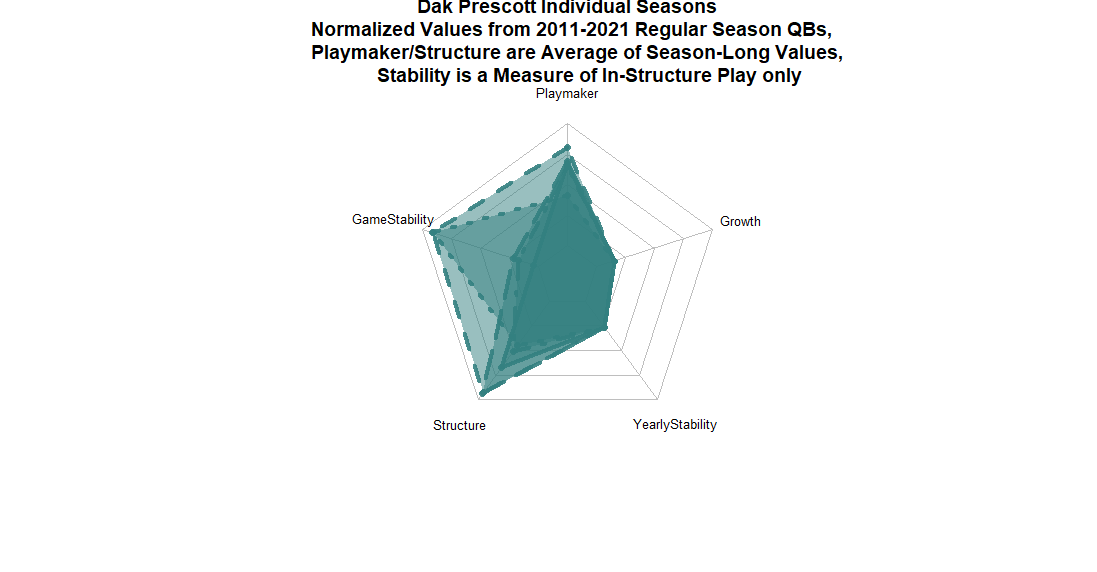 Dak Prescott Individual Seasons
Normalized Values from 2011-2021 Regular Season QBs,
Playmaker/Structure are Average of Season-Long Values,
Stability is a Measure of In-Structure Play only
Playmaker
GameStability
Growth
Structure
YearlyStability